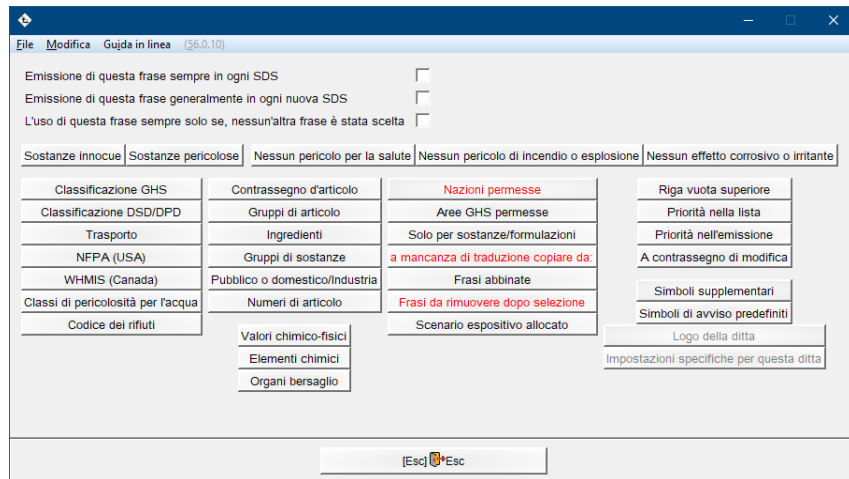 File Modifica Guida in linea (56.0.10)
Emissione di questa frase sempre in ogni SDS
Emissione di questa frase generalmente in ogni nuova SDS
L'uso di questa frase sempre solo se, nessun'altra frase è stata scelta
Sostanze innocue Sostanze pericolose Nessun pericolo per la salute Nessun pericolo di incendio o esplosione Nessun effetto corrosivo o irritante
Classificazione GHS Contrassegno d'articolo Nazioni permesse Riga vuota superiore
Classificazione DSD/DPD Gruppi di articolo Aree GHS permesse Priorità nella lista
Trasporto Ingredienti Solo per sostanze/formulazioni Priorità nell'emissione
NFPA (USA) Gruppi di sostanze a mancanza di traduzione copiare da: A contrassegno di modifica
WHMIS (Canada) Pubblico o domestico/Industria Frasi abbinate
Simboli supplementari
Classi di pericolosità per l'acqua Numeri di articolo Frasi da rimuovere dopo selezione
Simboli di avviso predefiniti
Codice dei rifiuti Scenario espositivo allocato
Valori chimico-fisici Logo della ditta
Elementi chimici Impostazioni specifiche per questa ditta
Organi bersaglio
[Esc] Esc